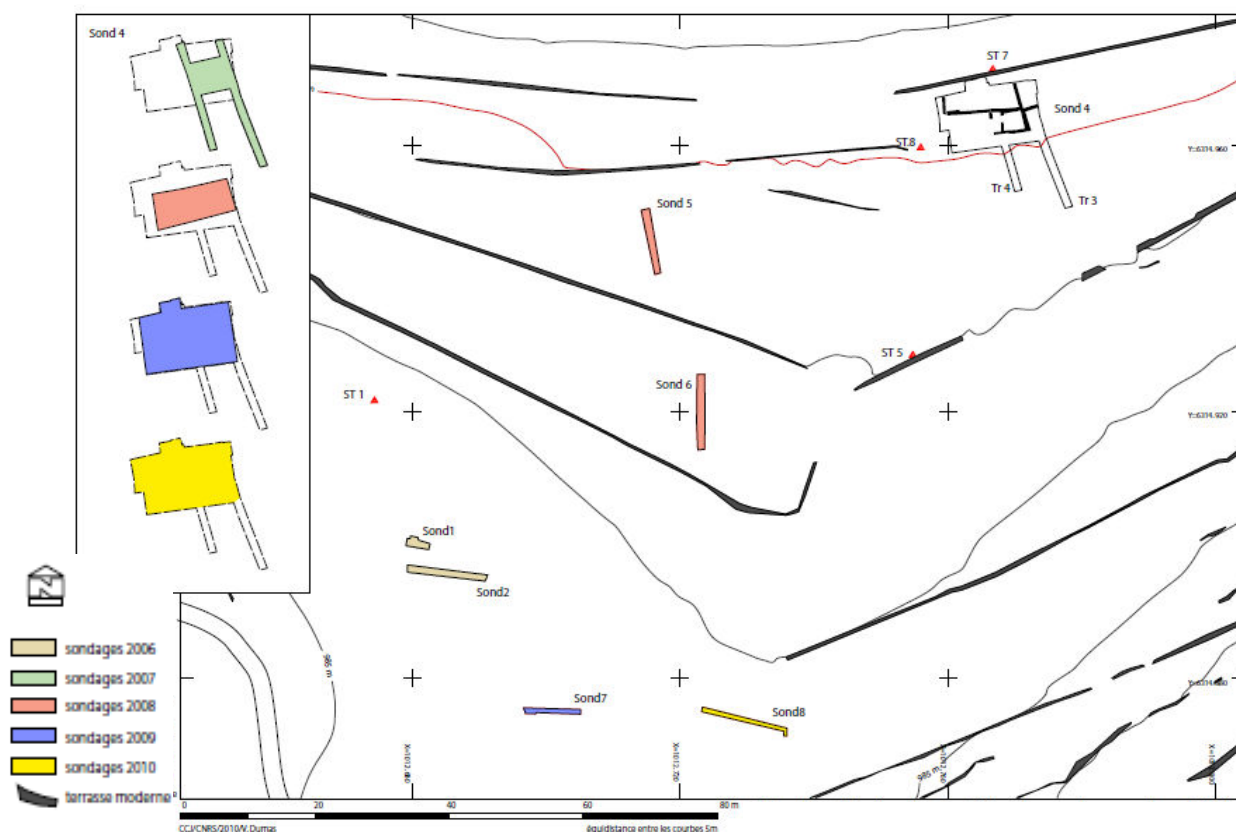 Sond 4
ST 7
Sond 4
ST 8
Y=6314.960
Tr 4
Tr 3
Sond 5
ST 5
Sond 6
ST 1
Y=6314.920
Sond1
Sond2
985 m
sondages 2006
sondages 2007
sondages 2008
sondages 2009
sondages 2010
terrasse moderne
Sond7
Sond8
985 m
0 20 40 60 80 m
CCJ/CNRS/2010/V. Dumas
équidistance entre les courbes 5m